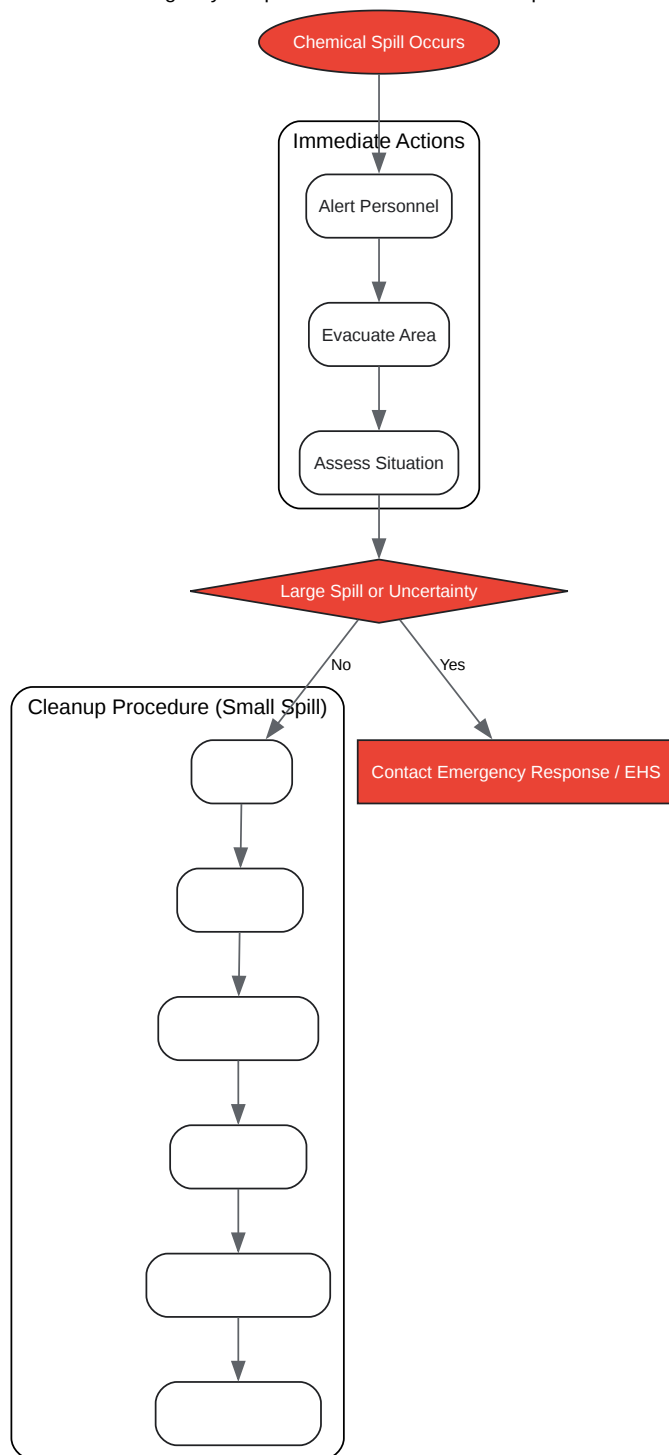 Chemical Spill Occurs
Immediate Actions
Alert Personnel
Evacuate Area
Assess Situation
Large Spill or Uncertainty
No
Yes
Cleanup Procedure (Small Spill)
Contact Emergency Response / EHS